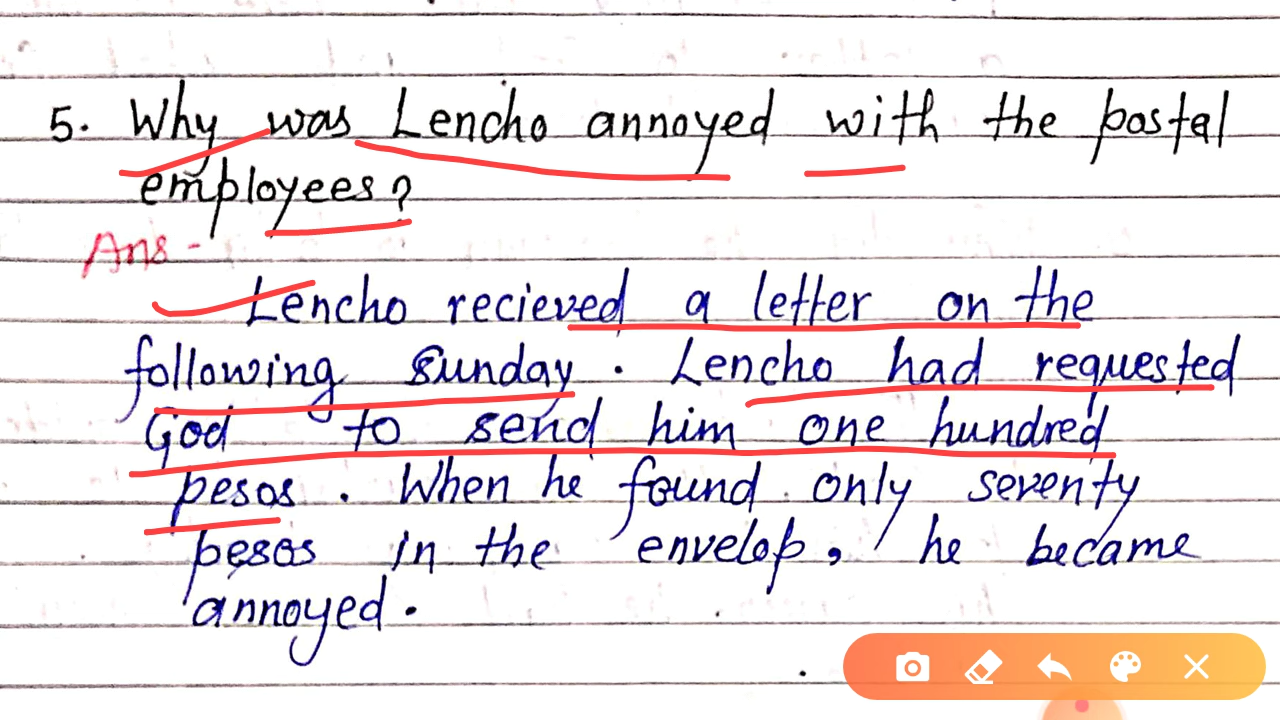 5. Why was Lencho annoyed with the postal
employees?
Ans -
Lencho recieved a letter on the
following Sunday. Lencho had requested
God to send him one hundred
pesos. When he found only seventy
pesos in the envelop, he became
annoyed.